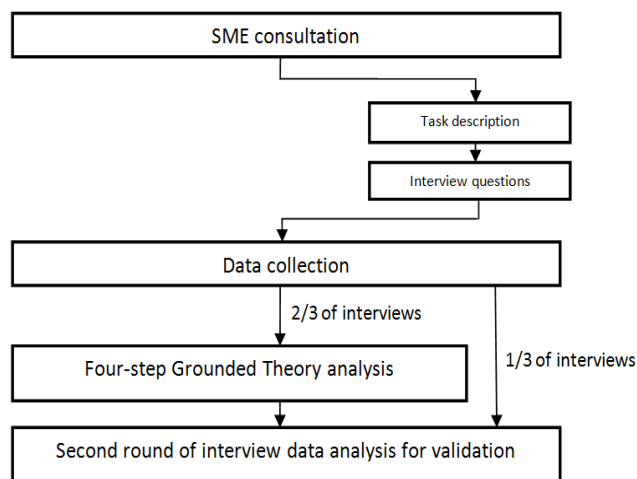 SME consultation
Task description
Interview questions
Data collection
2/3 of interviews
1/3 of interviews
Four-step Grounded Theory analysis
Second round of interview data analysis for validation